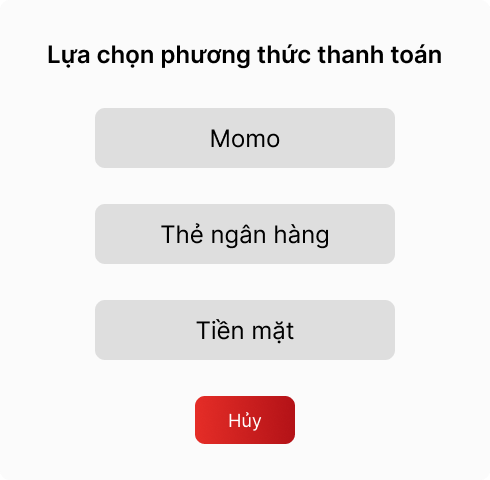 Lựa chọn phương thức thanh toán
Momo
Thẻ ngân hàng
Tiền mặt
Hủy